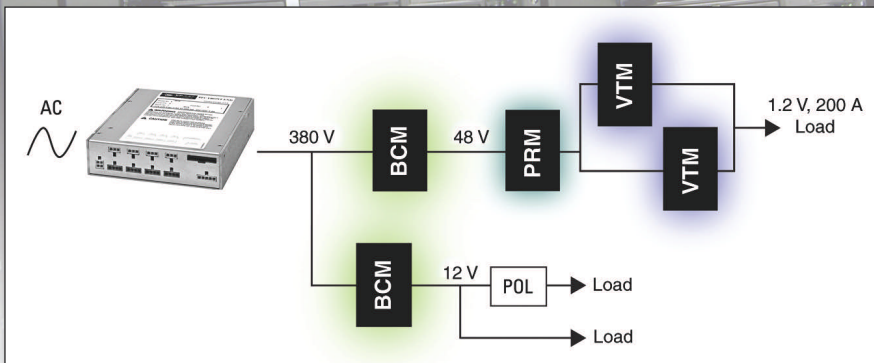 AC
380 V
BCM
48 V
PRM
VTM
VTM
1.2 V, 200 A
Load
BCM
12 V
POL
Load
Load